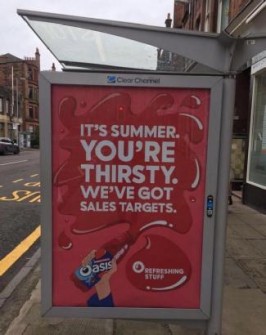 Clear Channel
IT'S SUMMER.
YOU'RE
THIRSTY.
WE'VE GOT
SALES TARGETS.
Oasis
REFRESHING
STUFF